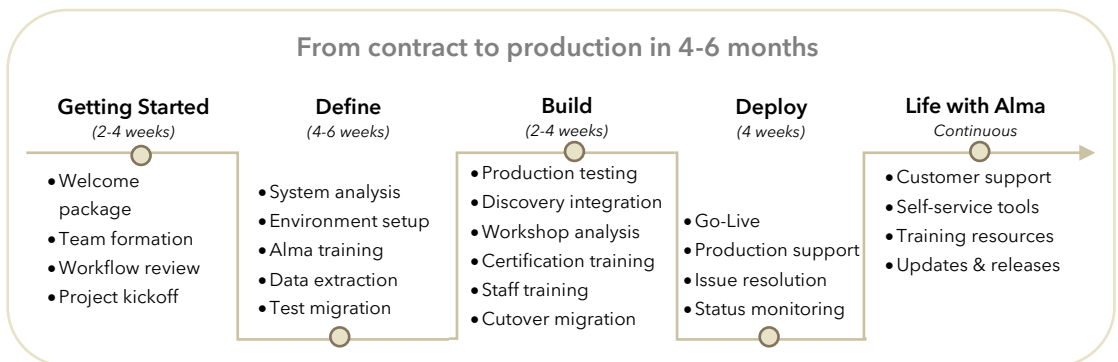 From contract to production in 4-6 months
Getting Started
(2-4 weeks)
• Welcome
package
• Team formation
• Workflow review
• Project kickoff
Define
(4-6 weeks)
• System analysis
• Environment setup
• Alma training
• Data extraction
• Test migration
Build
(2-4 weeks)
• Production testing
• Discovery integration
• Workshop analysis
• Certification training
• Staff training
• Cutover migration
Deploy
(4 weeks)
• Go-Live
• Production support
• Issue resolution
• Status monitoring
Life with Alma
Continuous
• Customer support
• Self-service tools
• Training resources
• Updates & releases